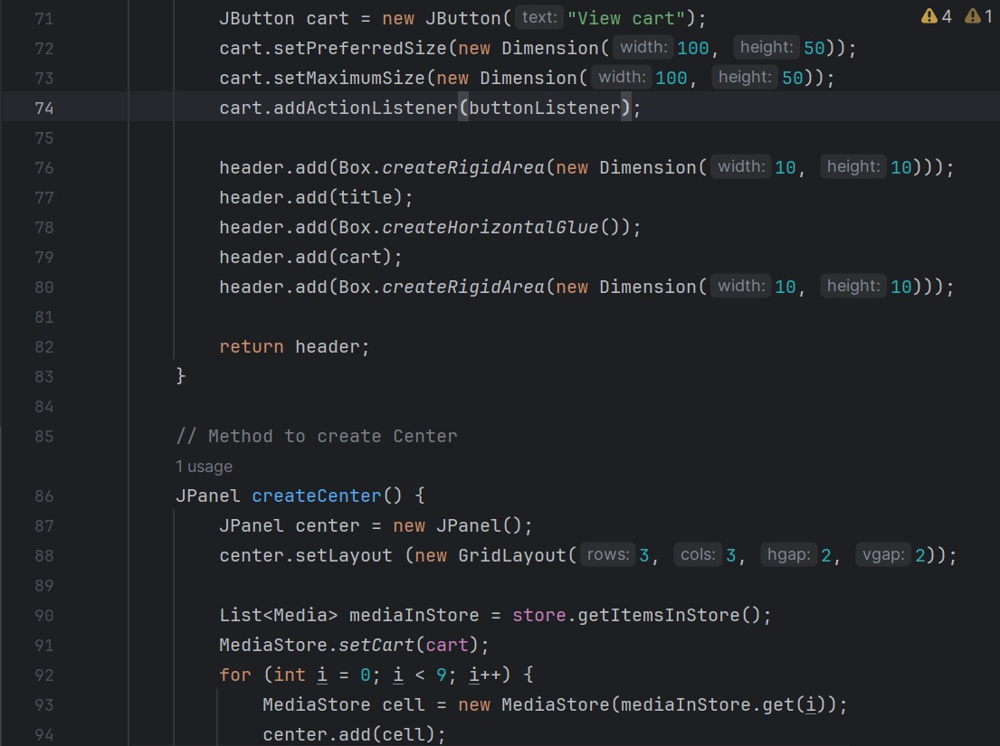 71 JButton cart = new JButton( text: "View cart"); 4 1
72 cart.setPreferredSize(new Dimension( width: 100, height: 50));
73 cart.setMaximumSize(new Dimension( width: 100, height: 50));
74 cart.addActionListener(buttonListener);
75
76 header.add(Box.createRigidArea(new Dimension( width: 10, height: 10)));
77 header.add(title);
78 header.add(Box.createHorizontalGlue());
79 header.add(cart);
80 header.add(Box.createRigidArea(new Dimension( width: 10, height: 10)));
81
82 return header;
83 }
84
85 // Method to create Center
1 usage
86 JPanel createCenter() {
87 JPanel center = new JPanel();
88 center.setLayout (new GridLayout( rows: 3, cols: 3, hgap: 2, vgap: 2));
89
90 List<Media> mediaInStore = store.getItemsInStore();
91 MediaStore.setCart(cart);
92 for (int i = 0; i < 9; i++) {
93 MediaStore cell = new MediaStore(mediaInStore.get(i));
94 center.add(cell);